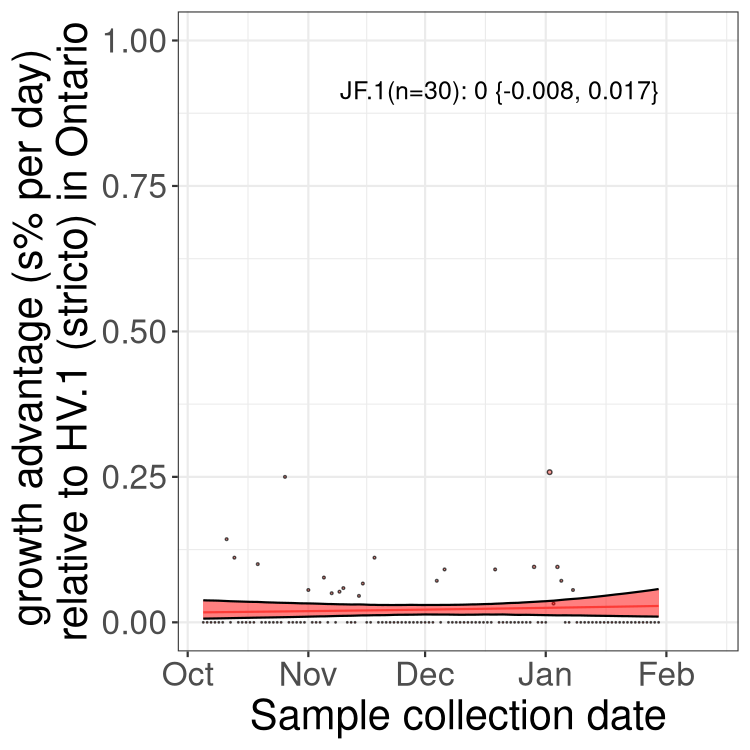 growth advantage (s% per day)
relative to HV.1 (stricto) in Ontario
1.00
0.75
0.50
0.25
0.00
JF.1(n=30): 0 {-0.008, 0.017}
Oct Nov Dec Jan Feb
Sample collection date